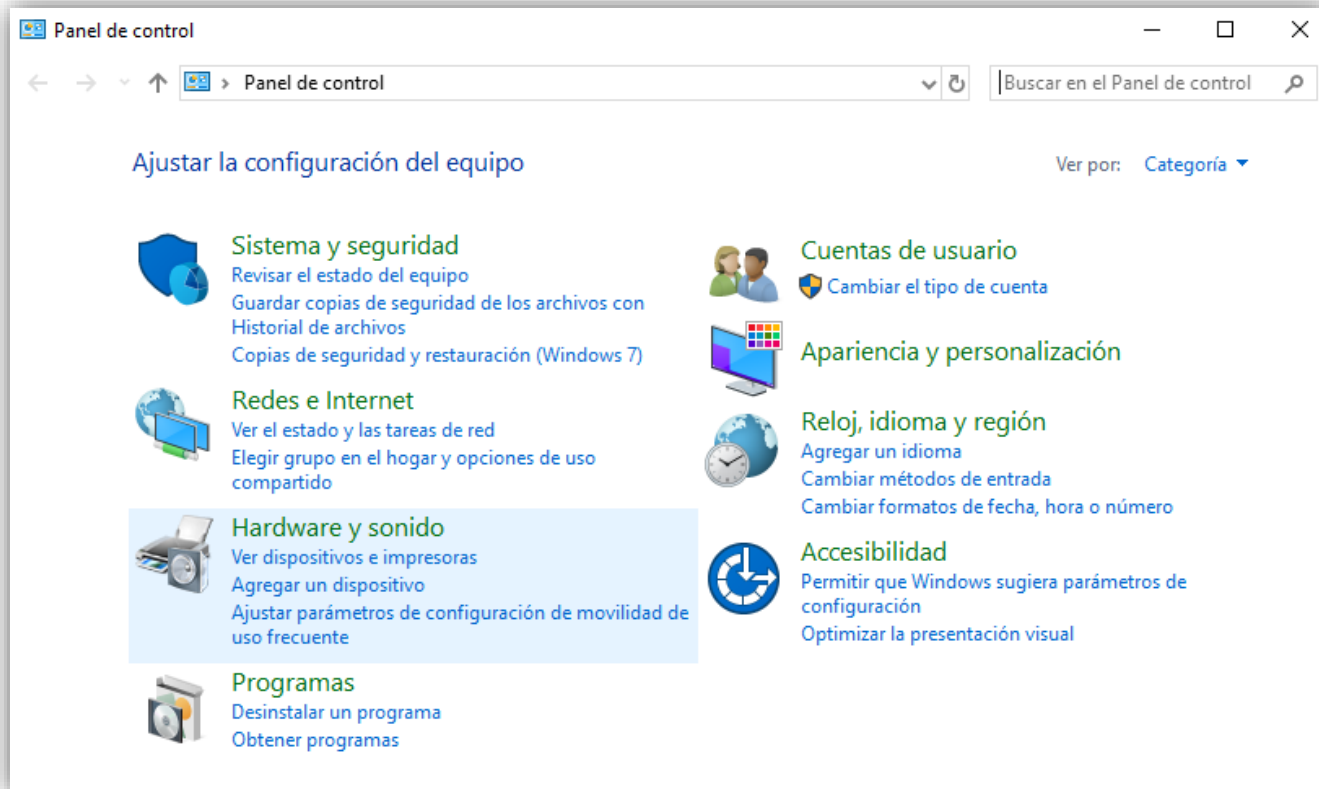 Panel de control
Panel de control
Buscar en el Panel de control
Ajustar la configuración del equipo
Ver por: Categoría
Sistema y seguridad
Revisar el estado del equipo
Guardar copias de seguridad de los archivos con
Historial de archivos
Copias de seguridad y restauración (Windows 7)
Redes e Internet
Ver el estado y las tareas de red
Elegir grupo en el hogar y opciones de uso
compartido
Hardware y sonido
Ver dispositivos e impresoras
Agregar un dispositivo
Ajustar parámetros de configuración de movilidad de
uso frecuente
Programas
Desinstalar un programa
Obtener programas
Cuentas de usuario
Cambiar el tipo de cuenta
Apariencia y personalización
Reloj, idioma y región
Agregar un idioma
Cambiar métodos de entrada
Cambiar formatos de fecha, hora o número
Accesibilidad
Permitir que Windows sugiera parámetros de
configuración
Optimizar la presentación visual